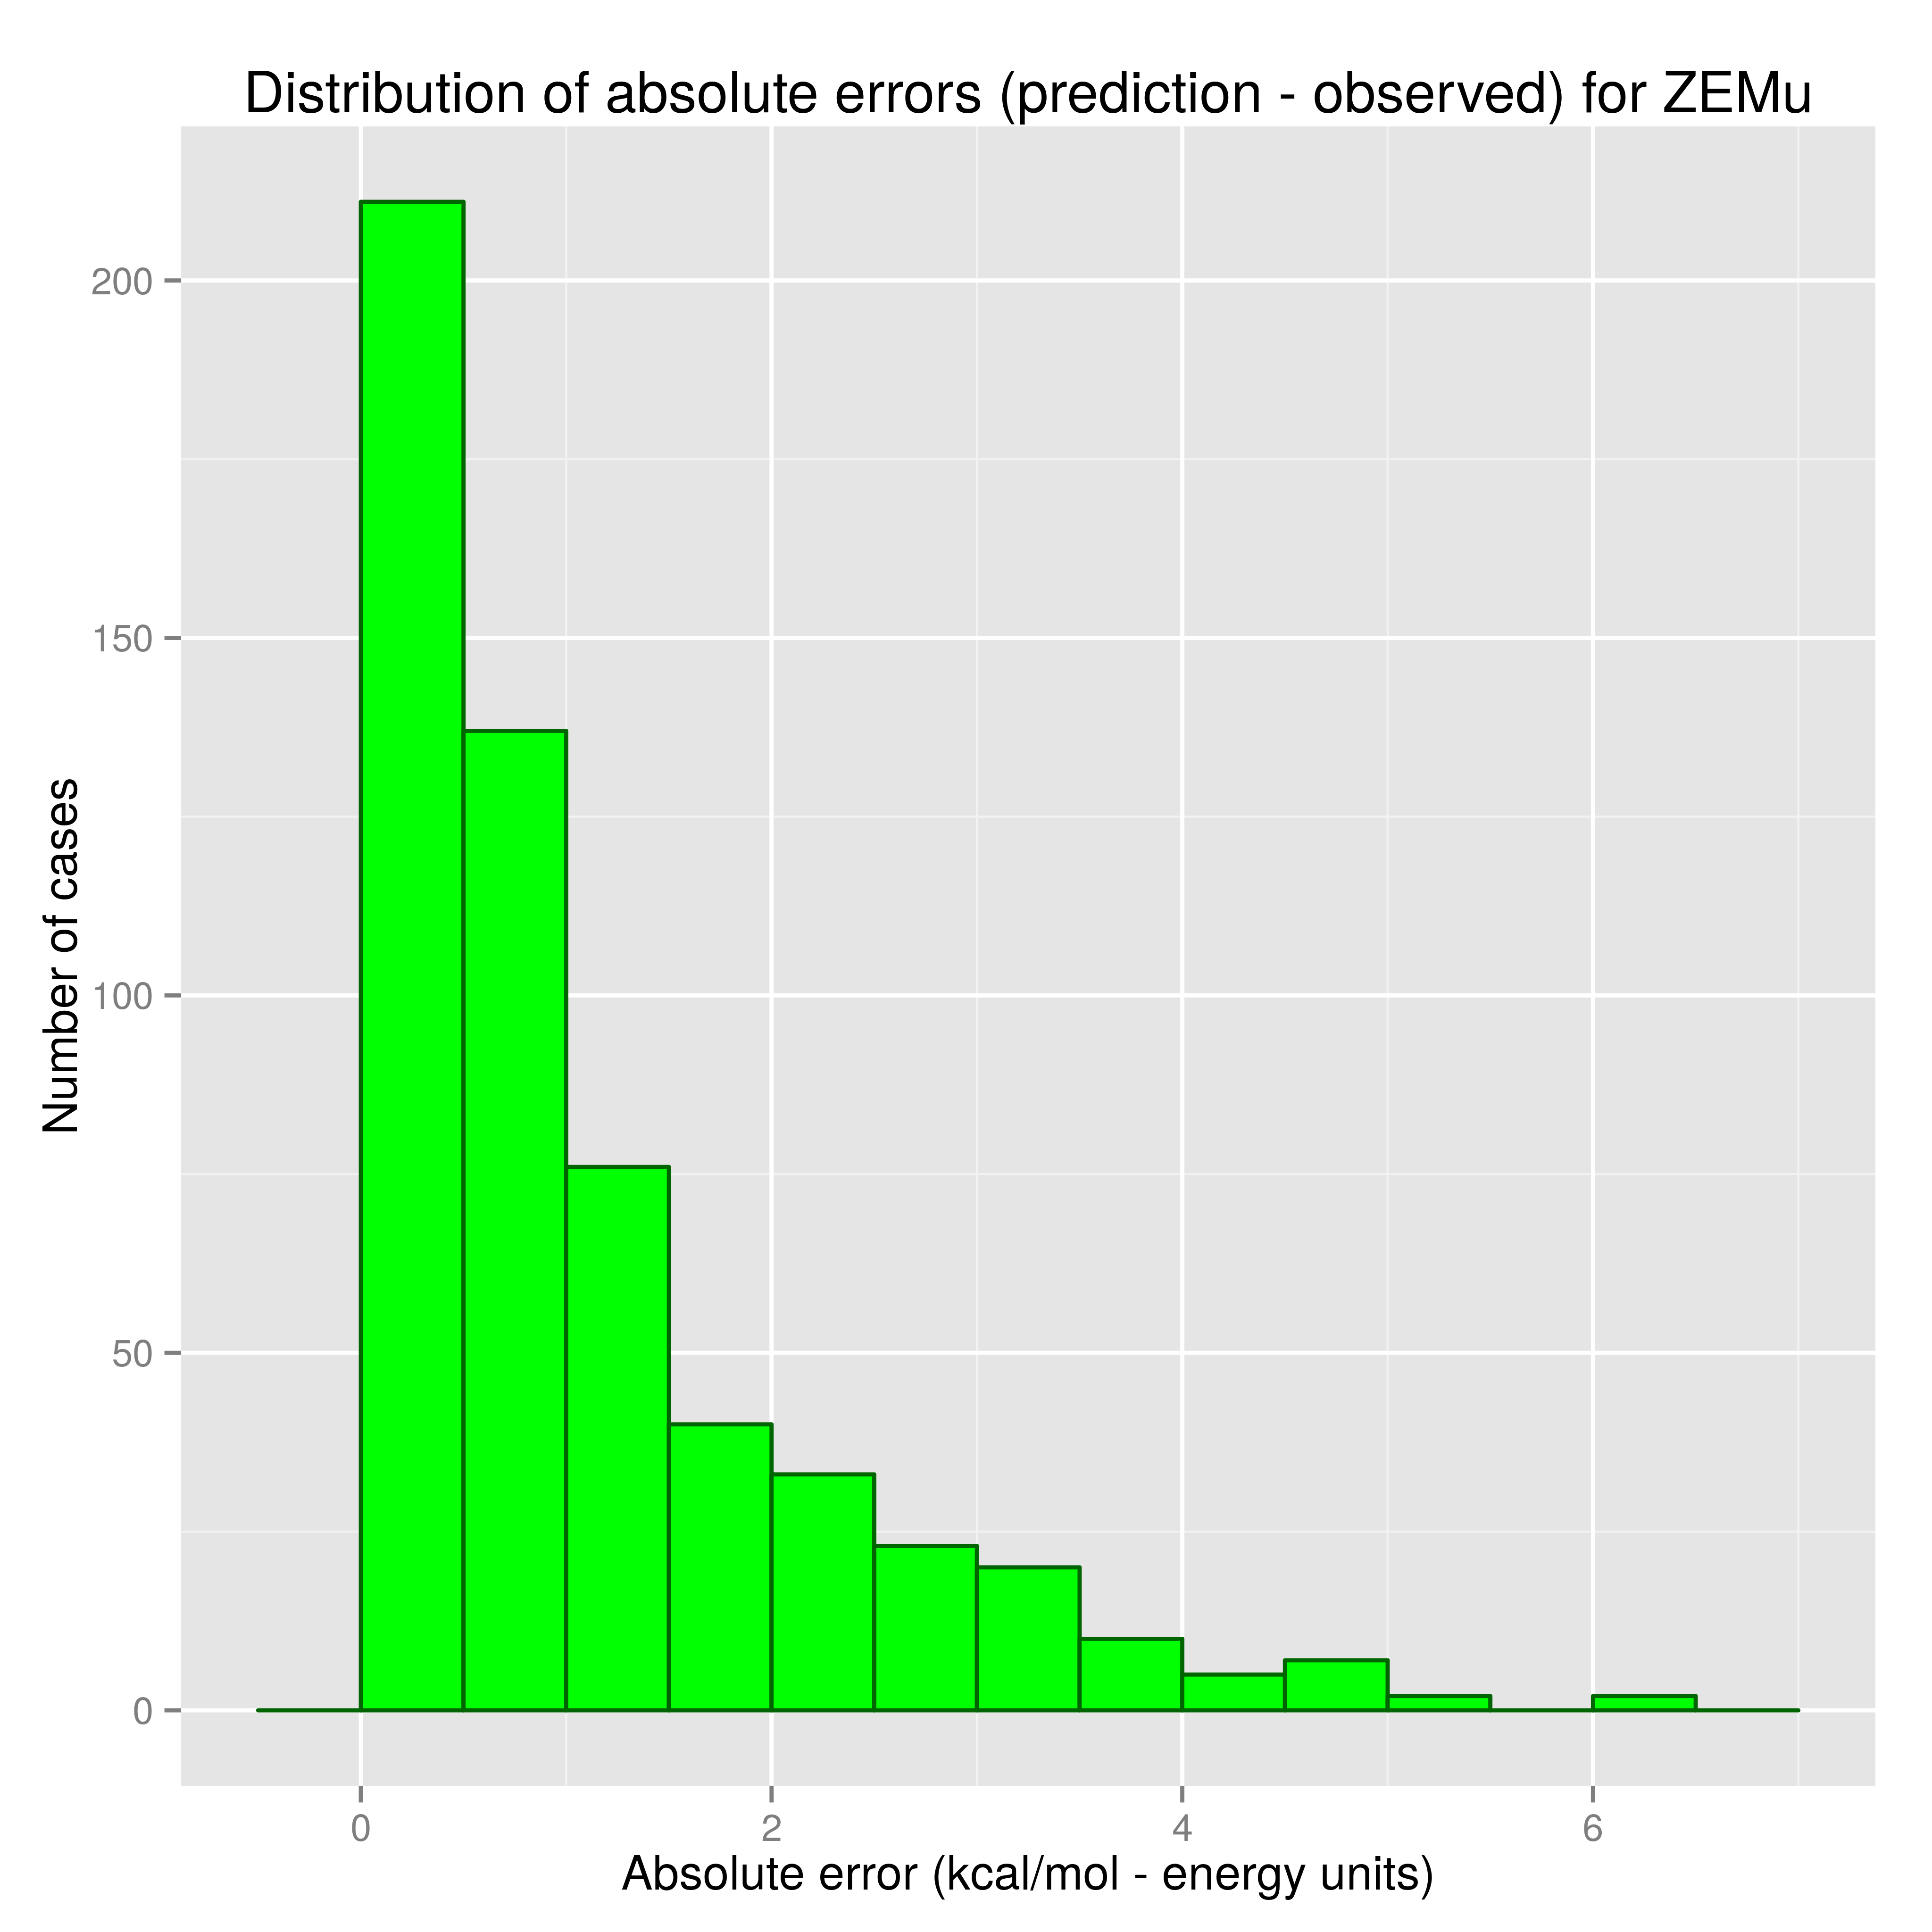 Distribution of absolute errors (prediction - observed) for ZEMu
200
150
100
50
0
Number of cases
0 2 4 6
Absolute error (kcal/mol - energy units)